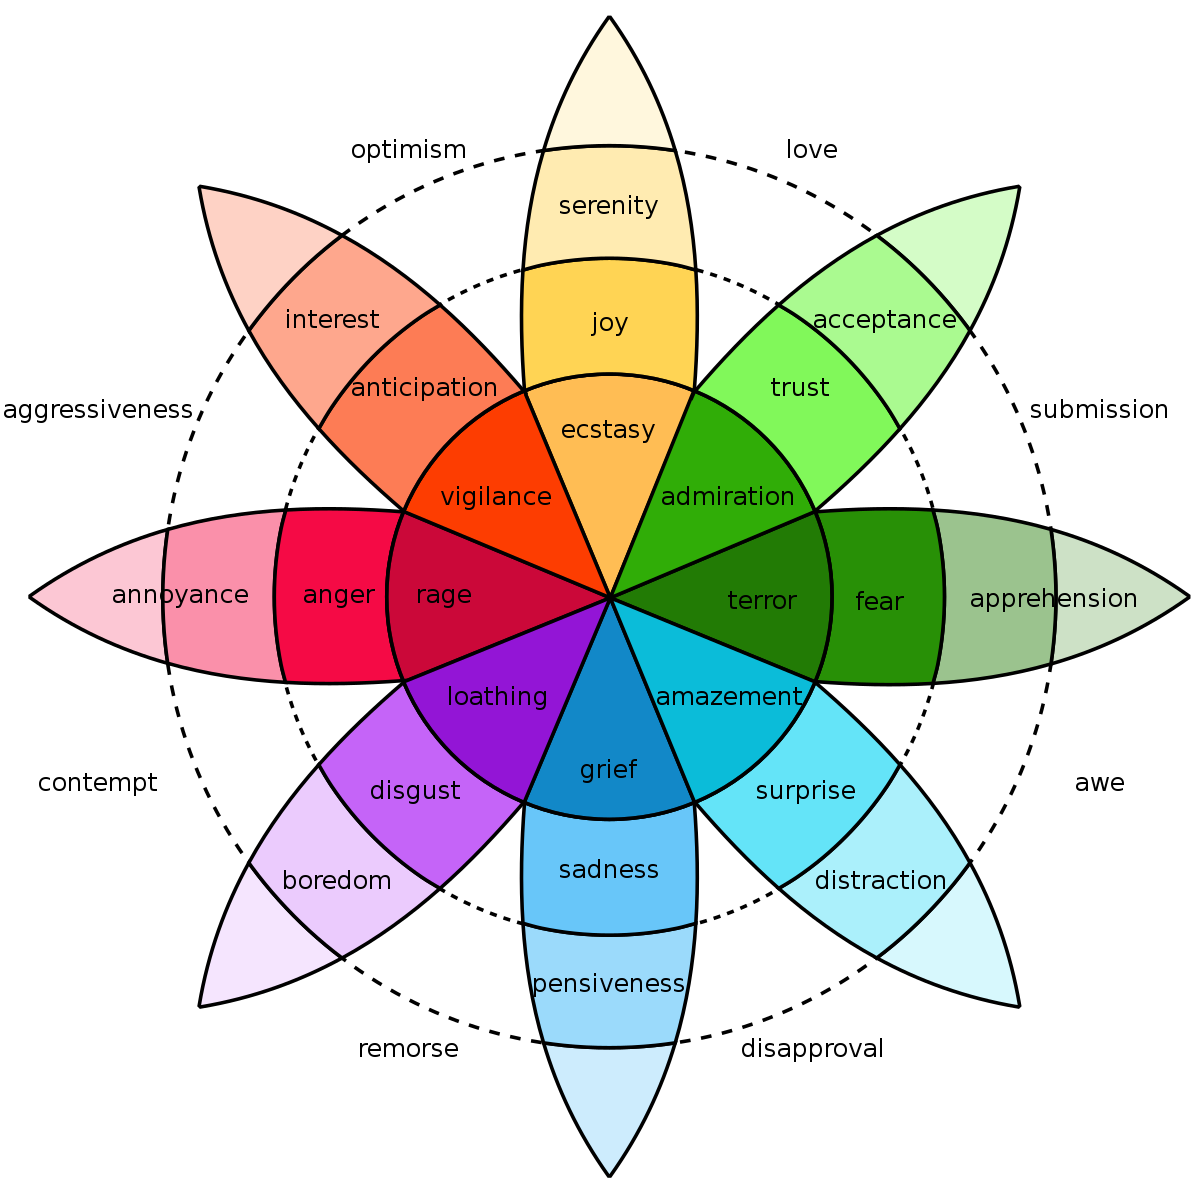 optimism
love
serenity
interest
joy
acceptance
anticipation
trust
aggressiveness
submission
ecstasy
vigilance
admiration
annoyance
anger
rage
terror
fear
apprehension
loathing
amazement
grief
contempt
awe
disgust
surprise
sadness
boredom
distraction
pensiveness
remorse
disapproval